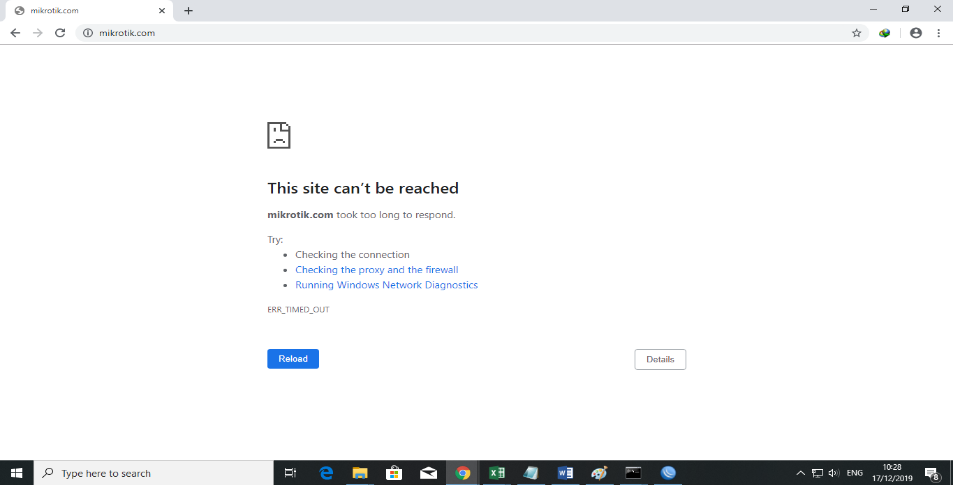 mikrotik.com
mikrotik.com
This site can't be reached
mikrotik.com took too long to respond.
Try:
Checking the connection
Checking the proxy and the firewall
Running Windows Network Diagnostics
ERR_TIMED_OUT
Reload
Details
Type here to search
ENG
10:28
17/12/2019
8